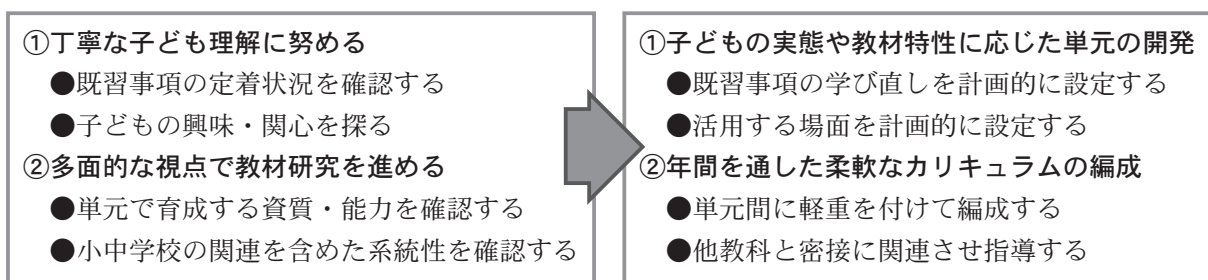 ①丁寧な子ども理解に努める
●既習事項の定着状況を確認する
●子どもの興味・関心を探る
②多面的な視点で教材研究を進める
●単元で育成する資質・能力を確認する
●小中学校の関連を含めた系統性を確認する
①子どもの実態や教材特性に応じた単元の開発
●既習事項の学び直しを計画的に設定する
●活用する場面を計画的に設定する
②年間を通した柔軟なカリキュラムの編成
●単元間に軽重を付けて編成する
●他教科と密接に関連させ指導する